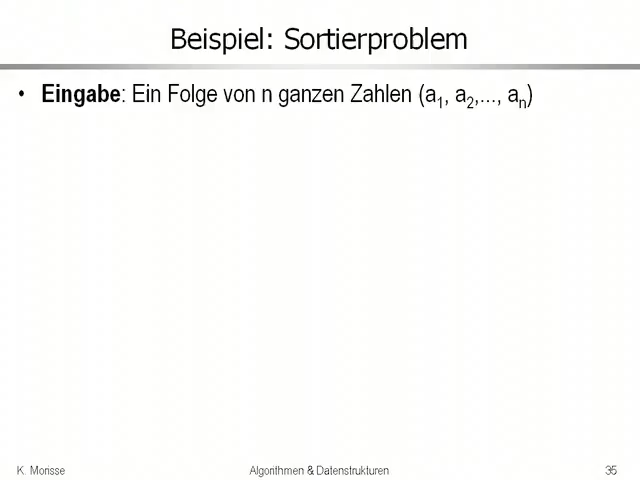 Beispiel: Sortierproblem
• Eingabe: Ein Folge von n ganzen Zahlen (a1, a2,..., an)
K. Morisse Algorithmen & Datenstrukturen 35